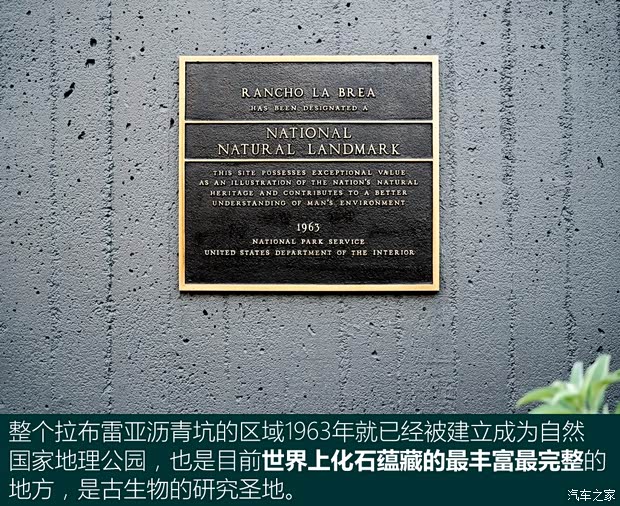 RANCHO LA BREA
HAS BEEN DESIGNATED A
NATIONAL
NATURAL LANDMARK
THIS SITE POSSESSES EXCEPTIONAL VALUE
AS AN ILLUSTRATION OF THE NATION'S NATURAL
HERITAGE AND CONTRIBUTES TO A BETTER
UNDERSTANDING OF MAN'S ENVIRONMENT
1963
NATIONAL PARK SERVICE
UNITED STATES DEPARTMENT OF THE INTERIOR
整个拉布雷亚沥青坑的区域1963年就已经被建立成为自然
国家地理公园，也是目前世界上化石蕴藏的最丰富最完整的
地方，是古生物的研究圣地。
汽车之家